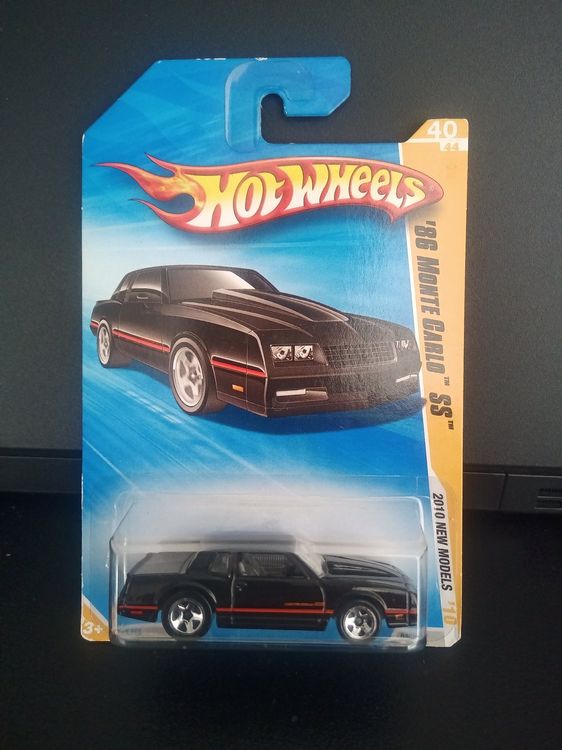 40
44
HOT WHEELS
'86 MONTE CARLO™ SS™
2010 NEW MODELS '10
3+